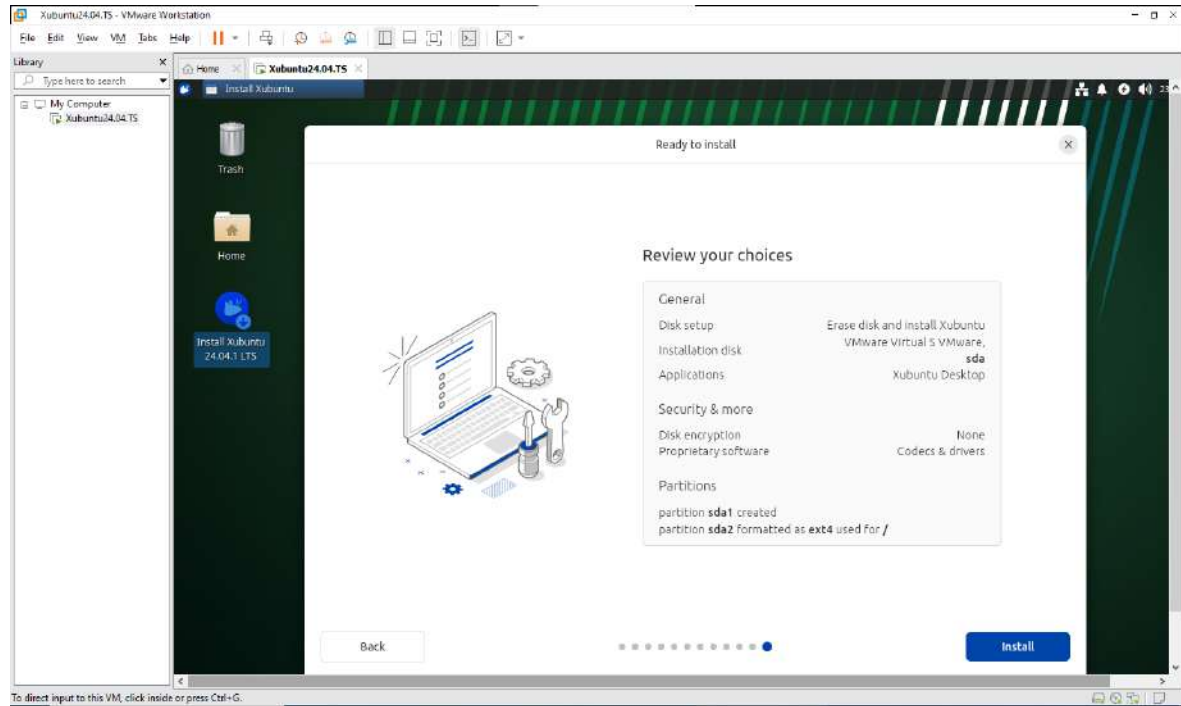 Xubuntu24.04.TS - VMware Workstation
File Edit View VM Tabs Help
Library
Type here to search
My Computer
Xubuntu24.04.TS
Home
Xubuntu24.04.TS
Install Xubuntu
23
Trash
Home
Install Xubuntu
24.04.1 LTS
Ready to install
Review your choices
General
Disk setup Erase disk and install Xubuntu
Installation disk VMware Virtual S VMware,
sda
Applications Xubuntu Desktop
Security & more
Disk encryption None
Proprietary software Codecs & drivers
Partitions
partition sda1 created
partition sda2 formatted as ext4 used for /
Back
Install
To direct input to this VM, click inside or press Ctrl+G.